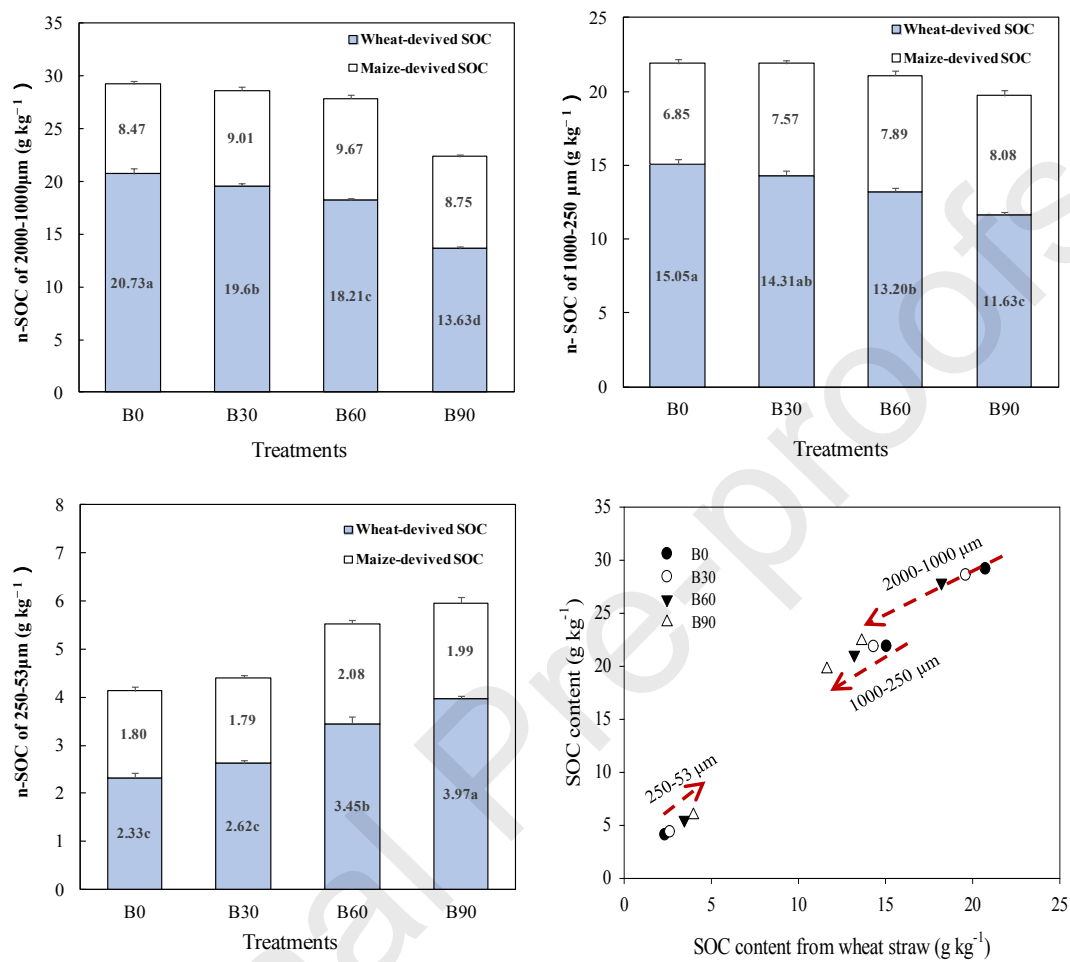 35
30
25
20
15
10
5
0
n-SOC of 2000-1000μm (g kg⁻¹)
Wheat-devived SOC
Maize-devived SOC
8.47
9.01
9.67
8.75
20.73a
19.6b
18.21c
13.63d
B0 B30 B60 B90
Treatments
25
20
15
10
5
0
n- SOC of 1000-250 μm (g kg⁻¹)
Wheat-devived SOC
Maize-devived SOC
6.85
7.57
7.89
8.08
15.05a
14.31ab
13.20b
11.63c
B0 B30 B60 B90
Treatments
8
7
6
5
4
3
2
1
0
n-SOC of 250-53μm (g kg⁻¹)
Wheat-devived SOC
Maize-devived SOC
1.80
1.79
2.08
1.99
2.33c
2.62c
3.45b
3.97a
B0 B30 B60 B90
Treatments
35
30
25
20
15
10
5
0
SOC content (g kg⁻¹)
B0
B30
B60
B90
2000-1000 μm
1000-250 μm
250-53 μm
0 5 10 15 20 25
SOC content from wheat straw (g kg⁻¹)
al Pre-proofs